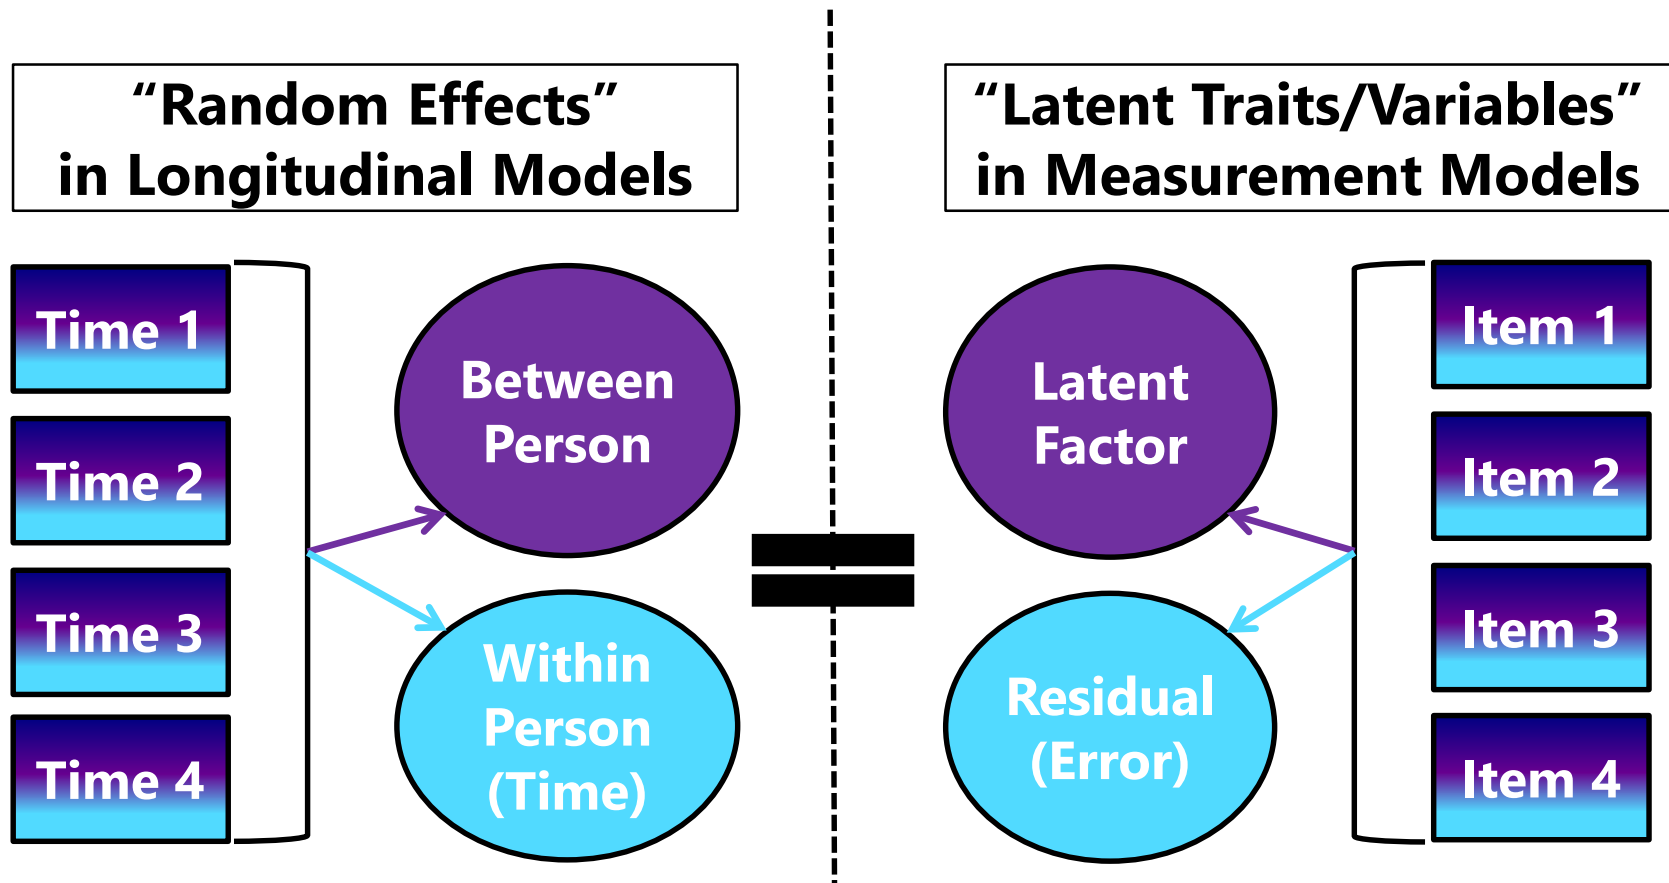 “Random Effects”
in Longitudinal Models
Time 1
Time 2
Time 3
Time 4
Between
Person
Within
Person
(Time)
“Latent Traits/Variables”
in Measurement Models
Latent
Factor
Residual
(Error)
Item 1
Item 2
Item 3
Item 4